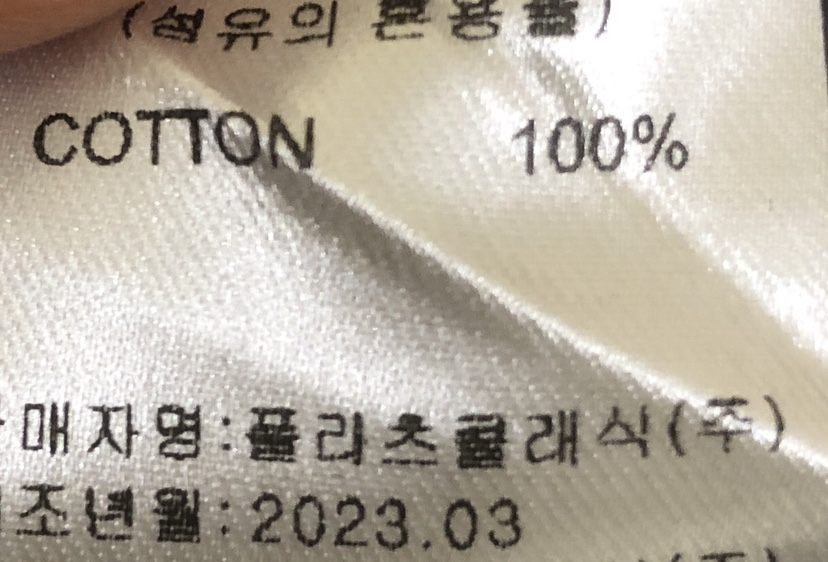 (섬유의 혼용률)
COTTON 100%
매자명:플리츠클래식(주)
조년월:2023.03